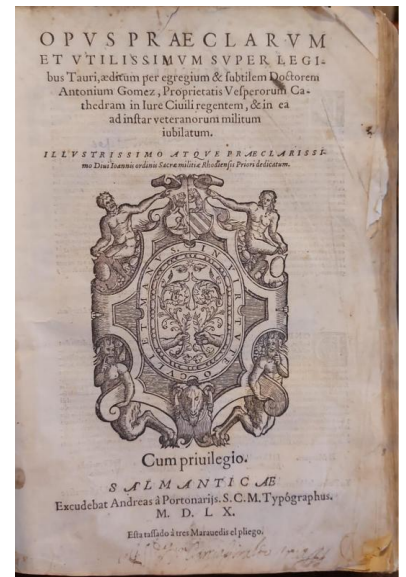 OPVS PRAECLARVM
ET VTILISSIMVM SVPER LEGI-
bus Tauri, æditum per egregium & subtilem Doctorem
Antonium Gomez, Proprietatis Vesperorum Ca-
thedram in Iure Ciuili regentem, & in ea
ad instar veteranorum militum
iubilatum.
ILLVSTRISSIMO ATQVE PRAECLARISSI-
mo Deus Ioannis ordinis Sacræ militiæ Rhodiensis Priori dedicatum.
Cum priuilegio.
SALMANTICAE
Excudebat Andreas à Portonarijs. S.C.M. Typographus.
M. D. L X.
Esta tassado à tres Marauedis el pliego.